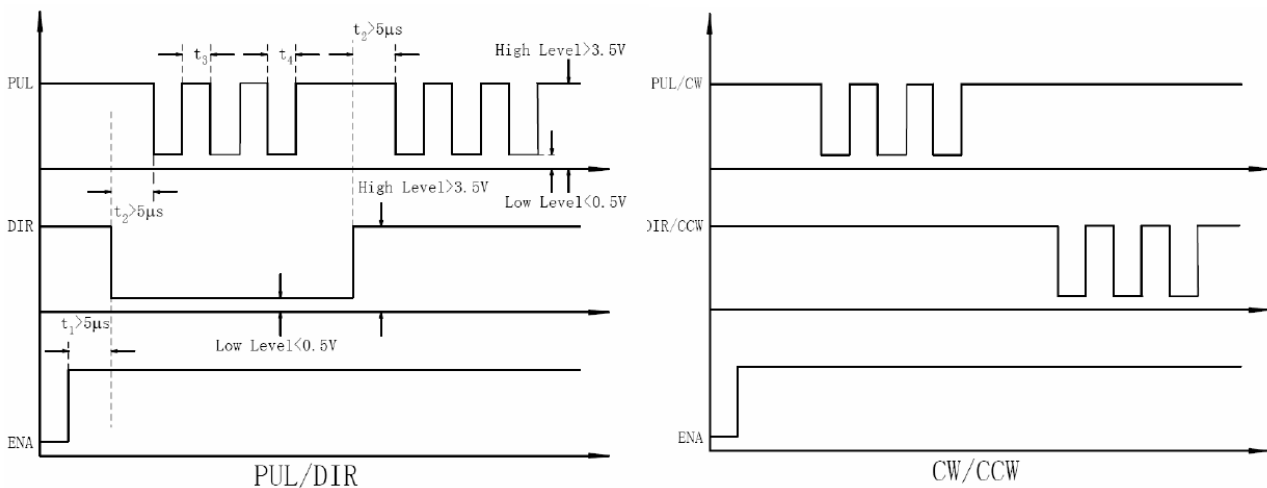 t₂>5μs
t₃
t₄
High Level>3.5V
PUL
High Level>3.5V
Low Level<0.5V
t₂>5μs
DIR
t₁>5μs
Low Level<0.5V
ENA
PUL/DIR
PUL/CW
DIR/CCW
ENA
CW/CCW